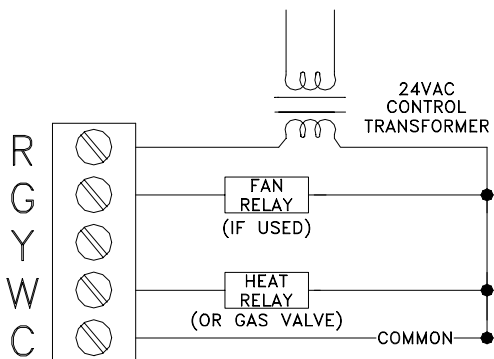 24VAC
CONTROL
TRANSFORMER
R
G
FAN
RELAY
(IF USED)
Y
W
HEAT
RELAY
(OR GAS VALVE)
C
COMMON